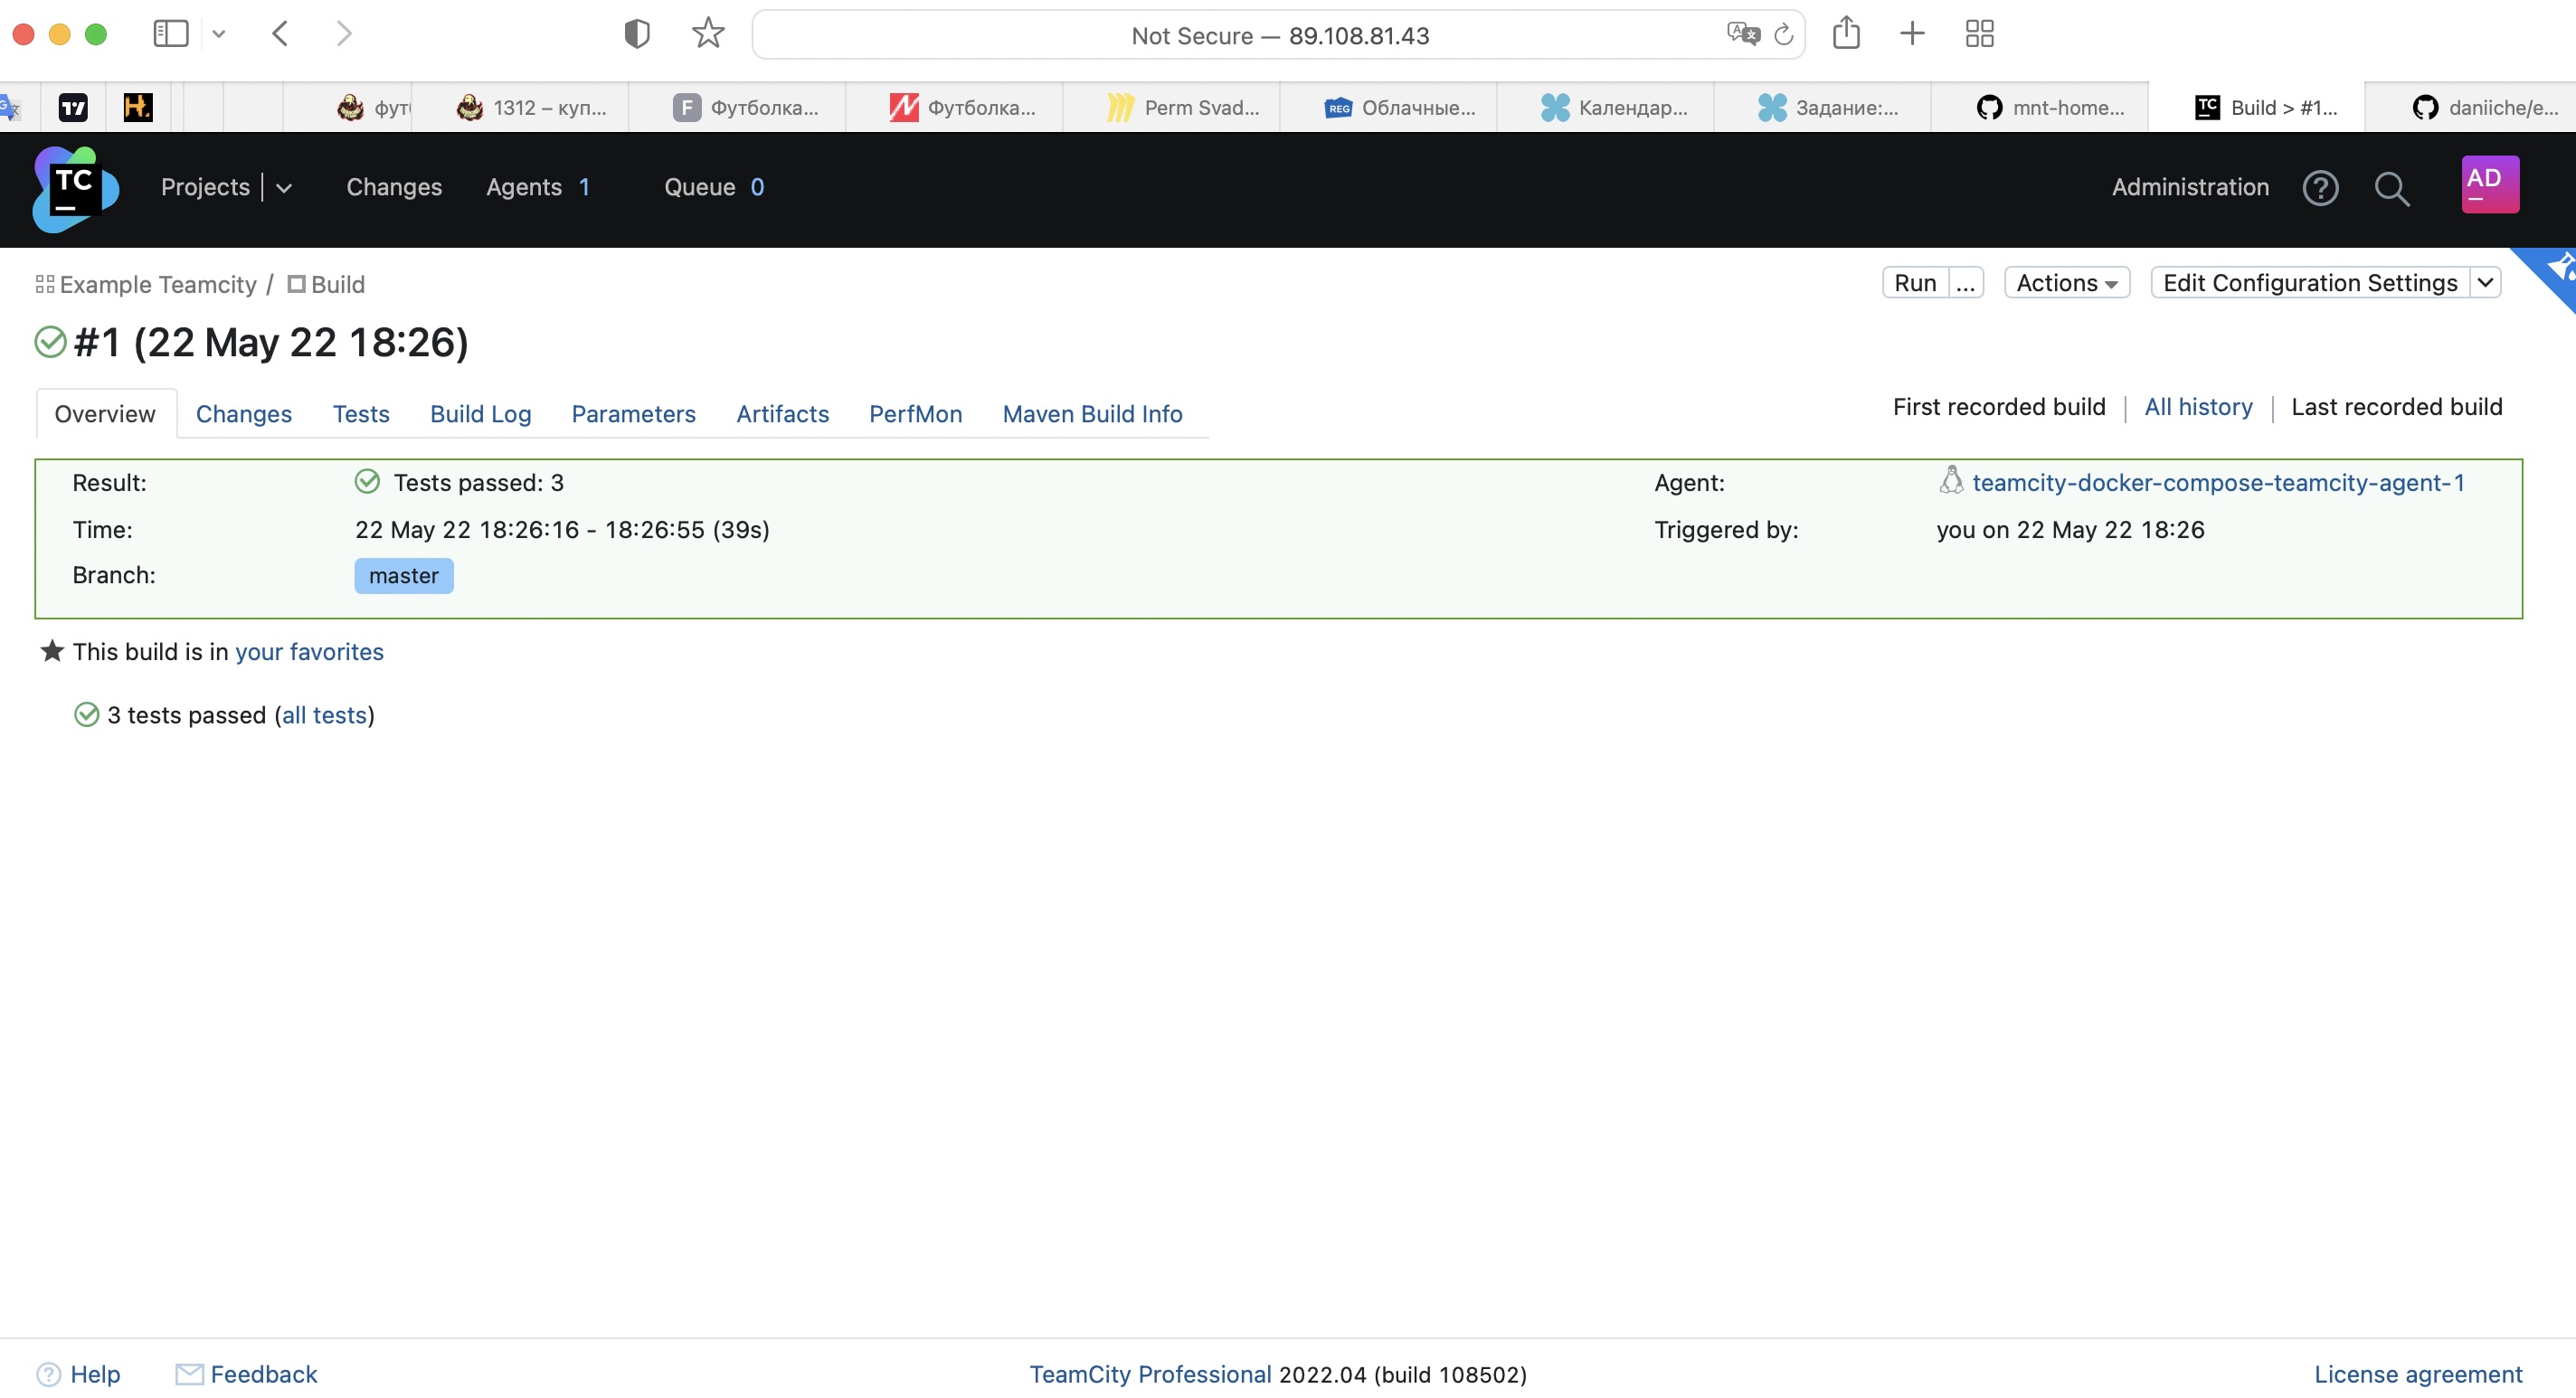 Not Secure — 89.108.81.43
фут 1312 – куп... F Футболка... Футболка... Perm Svad... REG Облачные... Календар... Задание:... mnt-home... TC Build > #1... daniiche/e...
TC Projects Changes Agents 1 Queue 0 Administration AD
Example Teamcity / Build Run ... Actions Edit Configuration Settings
#1 (22 May 22 18:26)
Overview Changes Tests Build Log Parameters Artifacts PerfMon Maven Build Info First recorded build | All history | Last recorded build
Result: Tests passed: 3 Agent: teamcity-docker-compose-teamcity-agent-1
Time: 22 May 22 18:26:16 - 18:26:55 (39s) Triggered by: you on 22 May 22 18:26
Branch: master
This build is in your favorites
3 tests passed (all tests)
Help Feedback TeamCity Professional 2022.04 (build 108502) License agreement